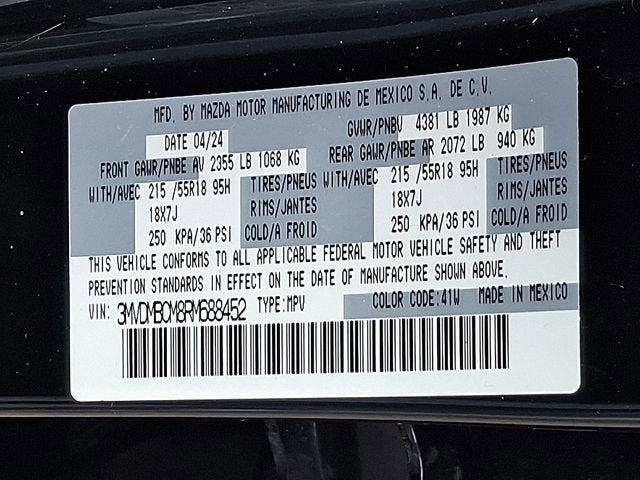 MFD. BY MAZDA MOTOR MANUFACTURING DE MEXICO S.A. DE C.V.
DATE 04/24 GVWR/PNBV 4381 LB 1987 KG
FRONT GAWR/PNBE AV 2355 LB 1068 KG REAR GAWR/PNBE AR 2072 LB 940 KG
WITH/AVEC 215 /55R18 95H TIRES/PNEUS WITH/AVEC 215 /55R18 95H TIRES/PNEUS
18X7J RIMS/JANTES 18X7J RIMS/JANTES
250 KPA/36 PSI COLD/A FROID 250 KPA/36 PSI COLD/A FROID
THIS VEHICLE CONFORMS TO ALL APPLICABLE FEDERAL MOTOR VEHICLE SAFETY AND THEFT
PREVENTION STANDARDS IN EFFECT ON THE DATE OF MANUFACTURE SHOWN ABOVE.
VIN: 3MVDMBCM8RM688452 TYPE:MPV COLOR CODE:41W MADE IN MEXICO